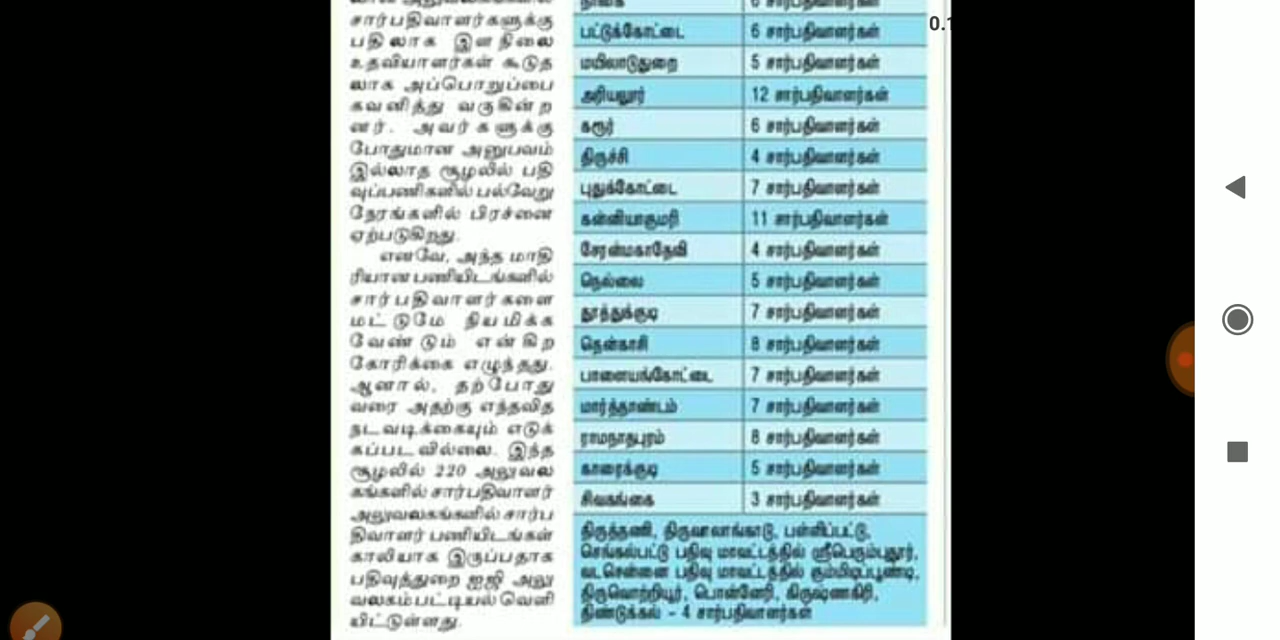 சார்பதிவாளர்களுக்கு
பதிலாக இளநிலை
உதவியாளர்கள் கூடுத
லாக அப்பொறுப்பை
கவனித்து வருகின்ற
னர். அவர்களுக்கு
போதுமான அனுபவம்
இல்லாத சூழலில் பதி
வுப்பணிகளில் பல்வேறு
நேரங்களில் பிரச்னை
ஏற்படுகிறது.
எனவே, அந்த மாதி
ரியான பணியிடங்களில்
சார்பதிவாளர்களை
மட்டுமே நியமிக்க
வேண்டும் என்கிற
கோரிக்கை எழுந்தது.
ஆனால், தற்போது
வரை அதற்கு எந்தவித
நடவடிக்கையும் எடுக்
கப்படவில்லை. இந்த
சூழலில் 220 அலுவல
கங்களில் சார்பதிவாளர்
அலுவலகங்களில் சார்ப
திவாளர் பணியிடங்கள்
காலியாக இருப்பதாக
பதிவுத்துறை ஐஜி அலு
வலகம் பட்டியல் வெளி
யிட்டுள்ளது.
நாகை 6 சார்பதிவாளர்கள்
பட்டுக்கோட்டை 6 சார்பதிவாளர்கள்
மயிலாடுதுறை 5 சார்பதிவாளர்கள்
அரியலூர் 12 சார்பதிவாளர்கள்
கரூர் 6 சார்பதிவாளர்கள்
திருச்சி 4 சார்பதிவாளர்கள்
புதுக்கோட்டை 7 சார்பதிவாளர்கள்
கன்னியாகுமரி 11 சார்பதிவாளர்கள்
சேரன்மகாதேவி 4 சார்பதிவாளர்கள்
நெல்லை 5 சார்பதிவாளர்கள்
தூத்துக்குடி 7 சார்பதிவாளர்கள்
தென்காசி 8 சார்பதிவாளர்கள்
பாளையங்கோட்டை 7 சார்பதிவாளர்கள்
மார்த்தாண்டம் 7 சார்பதிவாளர்கள்
ராமநாதபுரம் 8 சார்பதிவாளர்கள்
காரைக்குடி 5 சார்பதிவாளர்கள்
சிவகங்கை 3 சார்பதிவாளர்கள்
திருத்தணி, திருவாலங்காடு, பள்ளிப்பட்டு,
செங்கல்பட்டு பதிவு மாவட்டத்தில் ஸ்ரீபெரும்புதூர்,
வடசென்னை பதிவு மாவட்டத்தில் கும்மிடிப்பூண்டி,
திருவொற்றியூர், பொன்னேரி, கிருஷ்ணகிரி,
திண்டுக்கல் - 4 சார்பதிவாளர்கள்